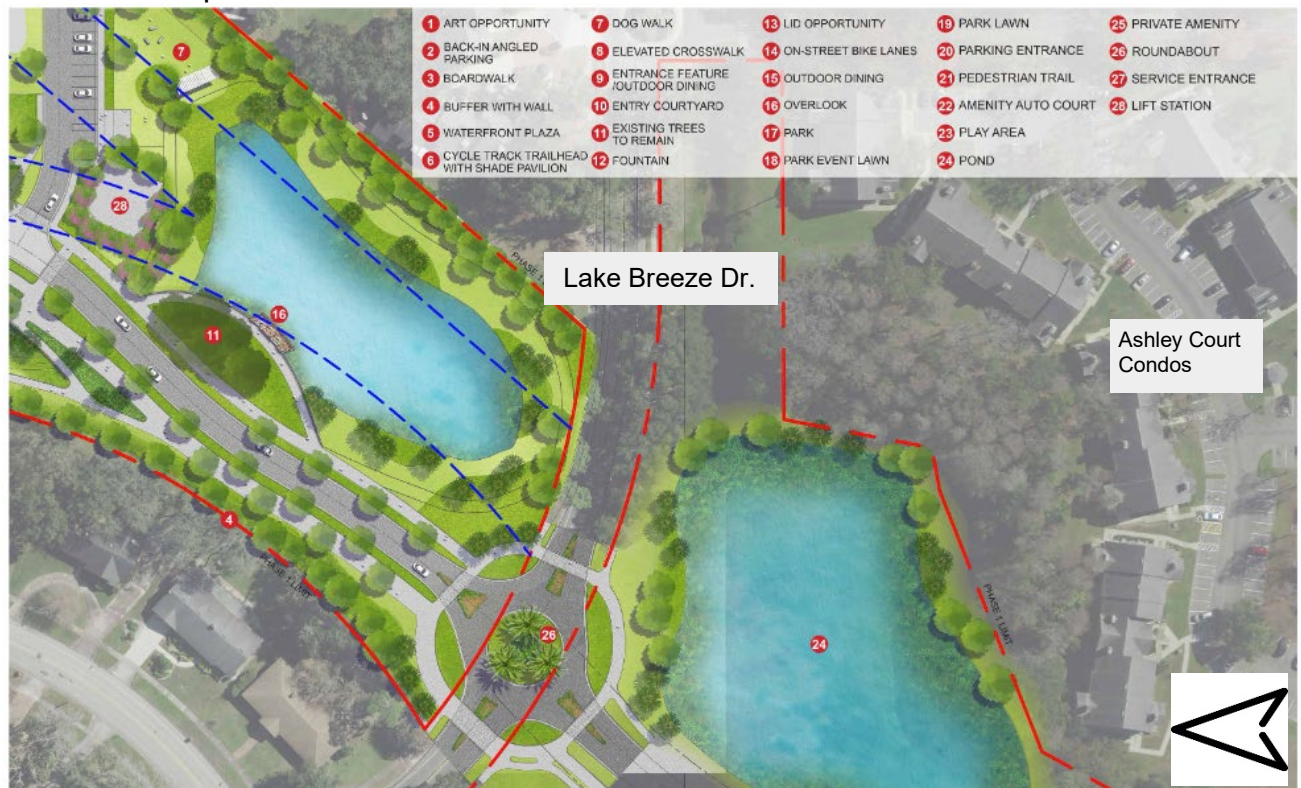 1 ART OPPORTUNITY
2 BACK-IN ANGLED
PARKING
3 BOARDWALK
4 BUFFER WITH WALL
5 WATERFRONT PLAZA
6 CYCLE TRACK TRAILHEAD
WITH SHADE PAVILION
7 DOG WALK
8 ELEVATED CROSSWALK
9 ENTRANCE FEATURE
/OUTDOOR DINING
10 ENTRY COURTYARD
11 EXISTING TREES
TO REMAIN
12 FOUNTAIN
13 LID OPPORTUNITY
14 ON-STREET BIKE LANES
15 OUTDOOR DINING
16 OVERLOOK
17 PARK
18 PARK EVENT LAWN
19 PARK LAWN
20 PARKING ENTRANCE
21 PEDESTRIAN TRAIL
22 AMENITY AUTO COURT
23 PLAY AREA
24 POND
25 PRIVATE AMENITY
26 ROUNDABOUT
27 SERVICE ENTRANCE
28 LIFT STATION
7
28
PHASE 1
Lake Breeze Dr.
16
11
Ashley Court
Condos
4
PHASE 1 LIMIT
PHASE 1 LIMIT
26
24